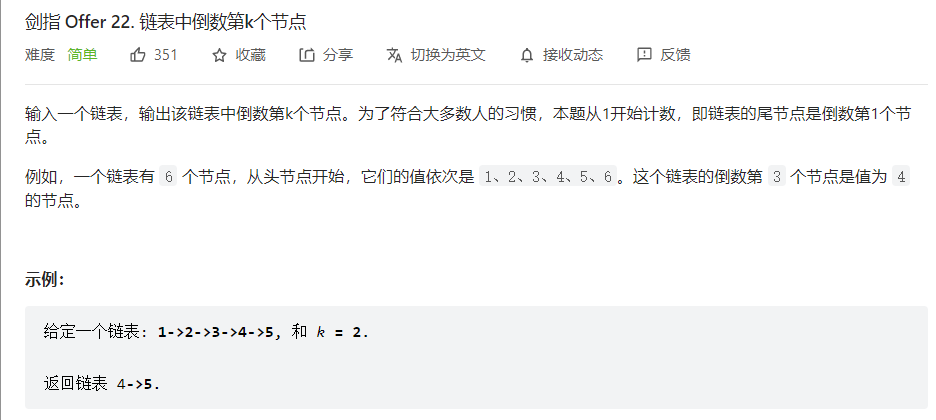 剑指 Offer 22. 链表中倒数第k个节点
难度 简单 351 收藏 分享 切换为英文 接收动态 反馈
输入一个链表，输出该链表中倒数第k个节点。为了符合大多数人的习惯，本题从1开始计数，即链表的尾节点是倒数第1个节
点。
例如，一个链表有 6 个节点，从头节点开始，它们的值依次是 1、2、3、4、5、6。这个链表的倒数第 3 个节点是值为 4
的节点。
示例：
给定一个链表: 1->2->3->4->5, 和 k = 2.
返回链表 4->5.